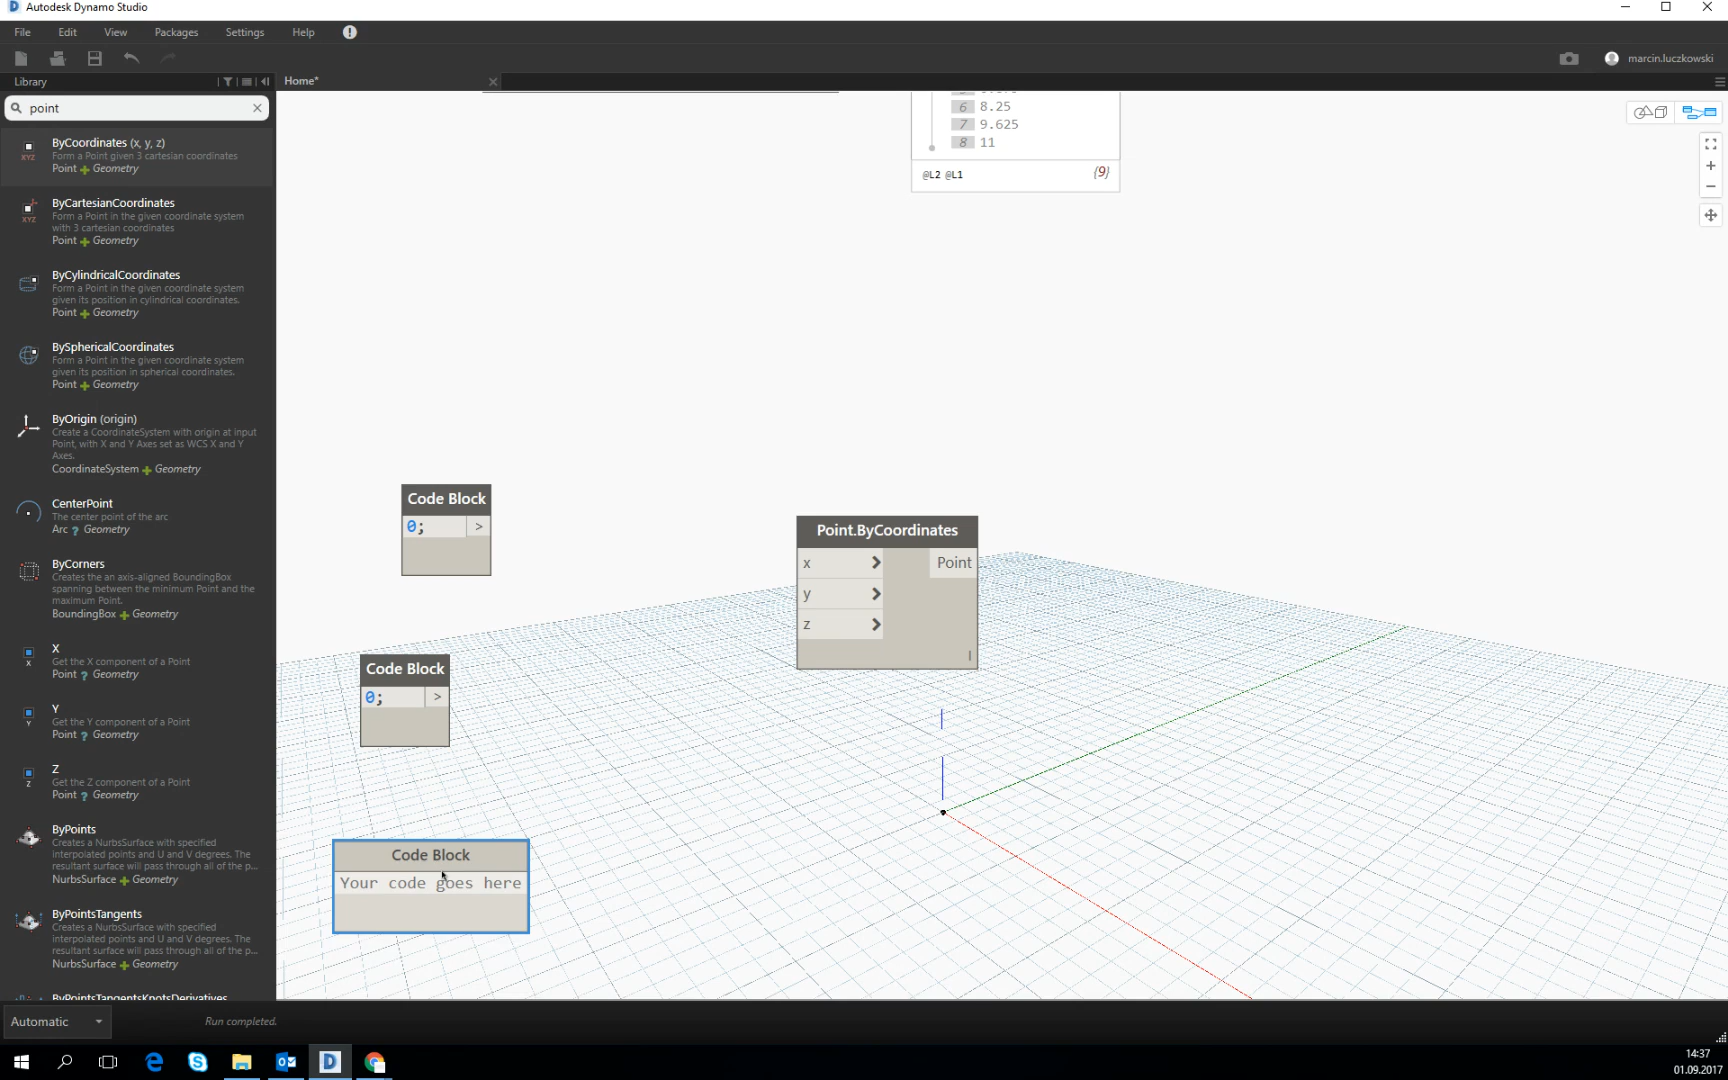 Autodesk Dynamo Studio
File Edit View Packages Settings Help
marcin.luczkowski
Library
Home*
point
ByCoordinates (x, y, z)
Form a Point given 3 cartesian coordinates
Point + Geometry
ByCartesianCoordinates
Form a Point in the given coordinate system
with 3 cartesian coordinates
Point + Geometry
ByCylindricalCoordinates
Form a Point in the given coordinate system
given its position in cylindrical coordinates.
Point + Geometry
BySphericalCoordinates
Form a Point in the given coordinate system
given its position in spherical coordinates.
Point + Geometry
ByOrigin (origin)
Create a CoordinateSystem with origin at input
Point, with X and Y Axes set as WCS X and Y
Axes.
CoordinateSystem + Geometry
CenterPoint
The center point of the arc
Arc ? Geometry
ByCorners
Creates the an axis-aligned BoundingBox
spanning between the minimum Point and the
maximum Point.
BoundingBox + Geometry
X
Get the X component of a Point
Point ? Geometry
Y
Get the Y component of a Point
Point ? Geometry
Z
Get the Z component of a Point
Point ? Geometry
ByPoints
Creates a NurbsSurface with specified
interpolated points and U and V degrees. The
resultant surface will pass through all of the p...
NurbsSurface + Geometry
ByPointsTangents
Creates a NurbsSurface with specified
interpolated points and U and V degrees. The
resultant surface will pass through all of the p...
NurbsSurface + Geometry
ByPointsTangentsKnotsDerivatives
6 8.25
7 9.625
8 11
@L2 @L1 {9}
Code Block
0; >
Point.ByCoordinates
x > Point
y >
z >
Code Block
0; >
Code Block
Your code goes here
Automatic
Run completed.
14:37
01.09.2017